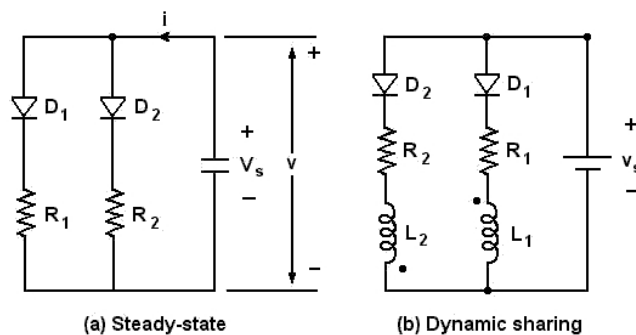 i
+
D₁
D₂
+
Vₛ
−
v
R₁
R₂
−
(a) Steady-state
D₂
D₁
R₂
R₁
+
vₛ
−
L₂
L₁
(b) Dynamic sharing